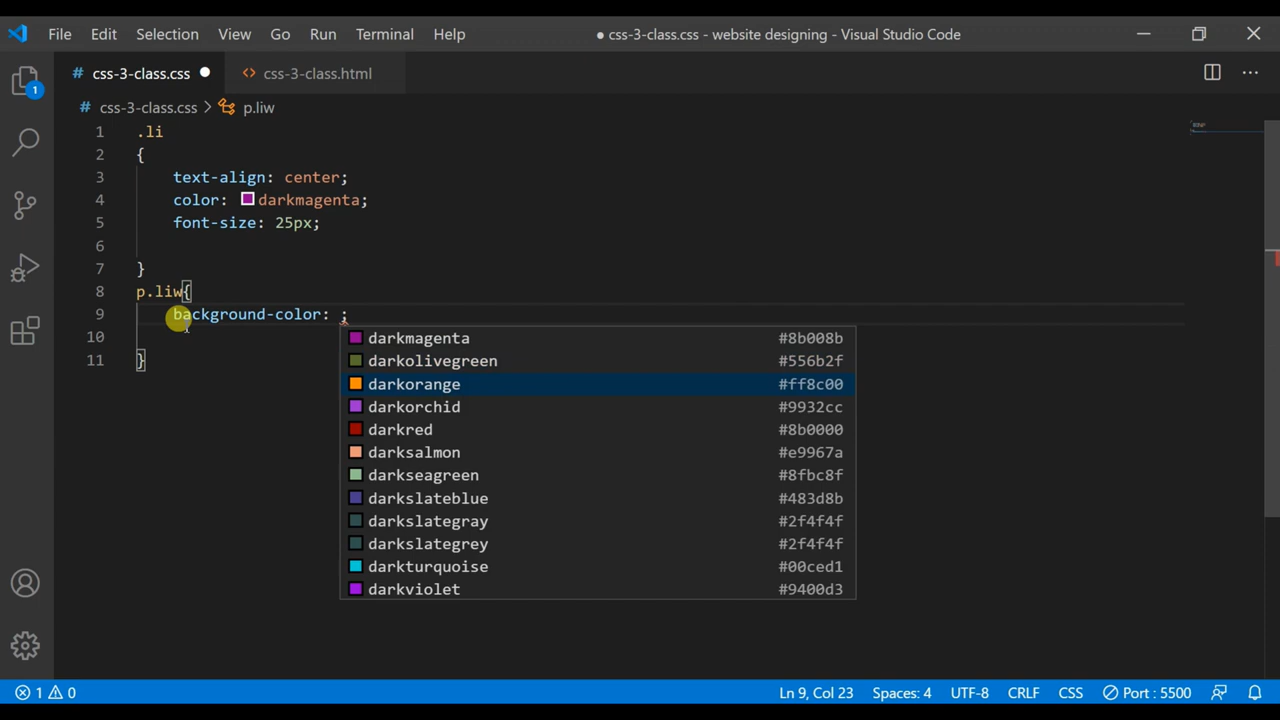 File Edit Selection View Go Run Terminal Help ● css-3-class.css - website designing - Visual Studio Code
# css-3-class.css ● <> css-3-class.html
# css-3-class.css > p.liw
1 .li
2 {
3 text-align: center;
4 color: darkmagenta;
5 font-size: 25px;
6
7 }
8 p.liw{
9 background-color: ;
10
11 }
darkmagenta #8b008b
darkolivegreen #556b2f
darkorange #ff8c00
darkorchid #9932cc
darkred #8b0000
darksalmon #e9967a
darkseagreen #8fbc8f
darkslateblue #483d8b
darkslategray #2f4f4f
darkslategrey #2f4f4f
darkturquoise #00ced1
darkviolet #9400d3
1
1 0 Ln 9, Col 23 Spaces: 4 UTF-8 CRLF CSS Port : 5500